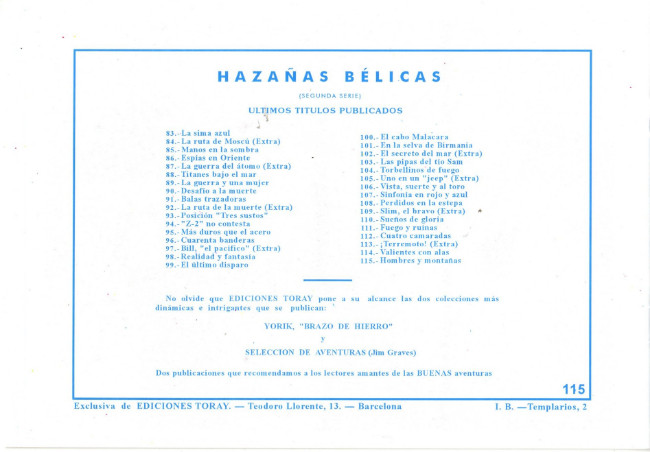 HAZAÑAS BÉLICAS
(SEGUNDA SERIE)
ULTIMOS TITULOS PUBLICADOS
83.-La sima azul
84.-La ruta de Moscú (Extra)
85.-Manos en la sombra
86.-Espías en Oriente
87.-La guerra del átomo (Extra)
88.-Titanes bajo el mar
89.-La guerra y una mujer
90.-Desafío a la muerte
91.-Balas trazadoras
92.-La ruta de la muerte (Extra)
93.-Posición "Tres sustos"
94.-"Z-2" no contesta
95.-Más duros que el acero
96.-Cuarenta banderas
97.-Bill, "el pacífico" (Extra)
98.-Realidad y fantasía
99.-El último disparo
100.-El cabo Malacara
101.-En la selva de Birmania
102.-El secreto del mar (Extra)
103.-Las pipas del tío Sam
104.-Torbellinos de fuego
105.-Uno en un "jeep" (Extra)
106.-Vista, suerte y al toro
107.-Sinfonía en rojo y azul
108.-Perdidos en la estepa
109.-Slim, el bravo (Extra)
110.-Sueños de gloria
111.-Fuego y ruinas
112.-Cuatro camaradas
113.-¡Terremoto! (Extra)
114.-Valientes con alas
115.-Hombres y montañas
No olvide que EDICIONES TORAY pone a su alcance las dos colecciones más
dinámicas e intrigantes que se publican:
YORIK, "BRAZO DE HIERRO"
y
SELECCION DE AVENTURAS (Jim Graves)
Dos publicaciones que recomendamos a los lectores amantes de las BUENAS aventuras
115
Exclusiva de EDICIONES TORAY. — Teodoro Llorente, 13. — Barcelona
I. B. —Templarios, 2